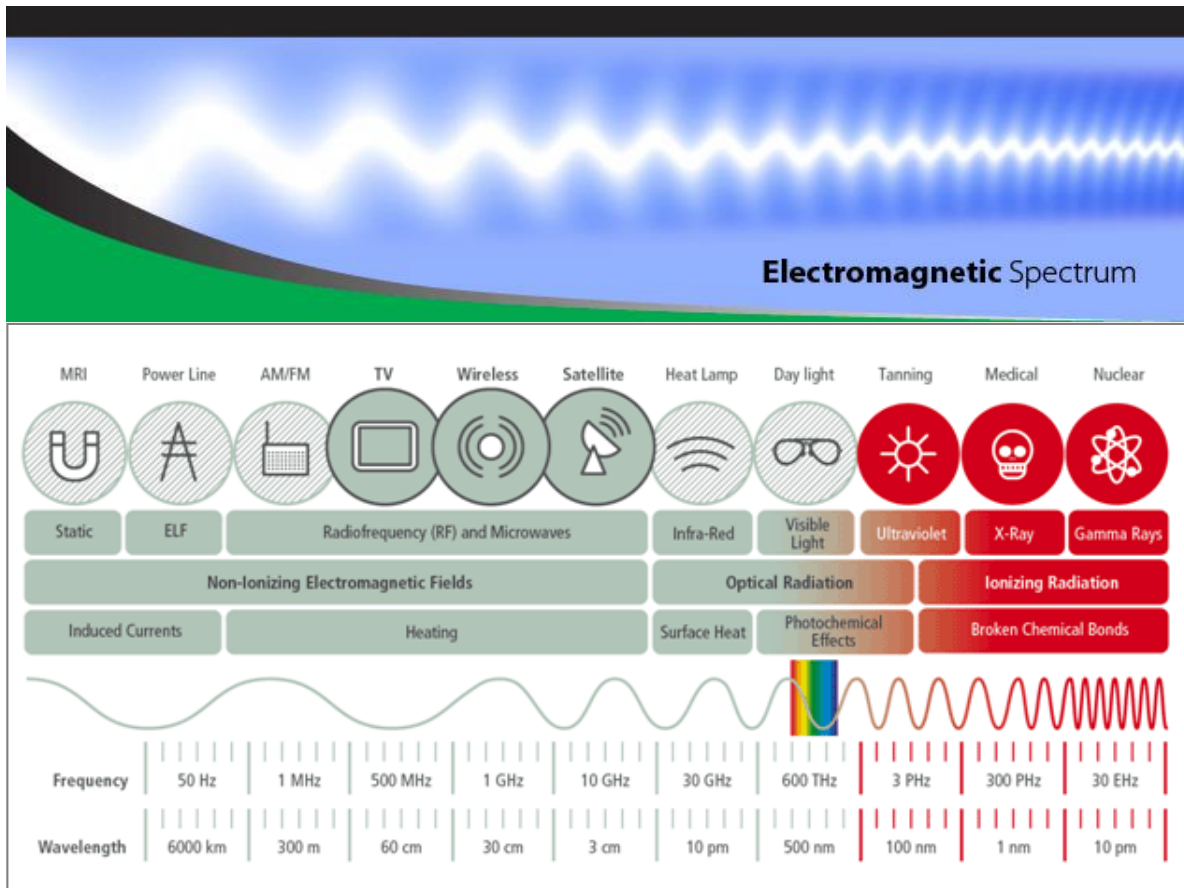 Electromagnetic Spectrum
MRI Power Line AM/FM TV Wireless Satellite Heat Lamp Day light Tanning Medical Nuclear
Static ELF Radiofrequency (RF) and Microwaves Infra-Red Visible Light Ultraviolet X-Ray Gamma Rays
Non-Ionizing Electromagnetic Fields Optical Radiation Ionizing Radiation
Induced Currents Heating Surface Heat Photochemical Effects Broken Chemical Bonds
Frequency 50 Hz 1 MHz 500 MHz 1 GHz 10 GHz 30 GHz 600 THz 3 PHz 300 PHz 30 EHz
Wavelength 6000 km 300 m 60 cm 30 cm 3 cm 10 pm 500 nm 100 nm 1 nm 10 pm